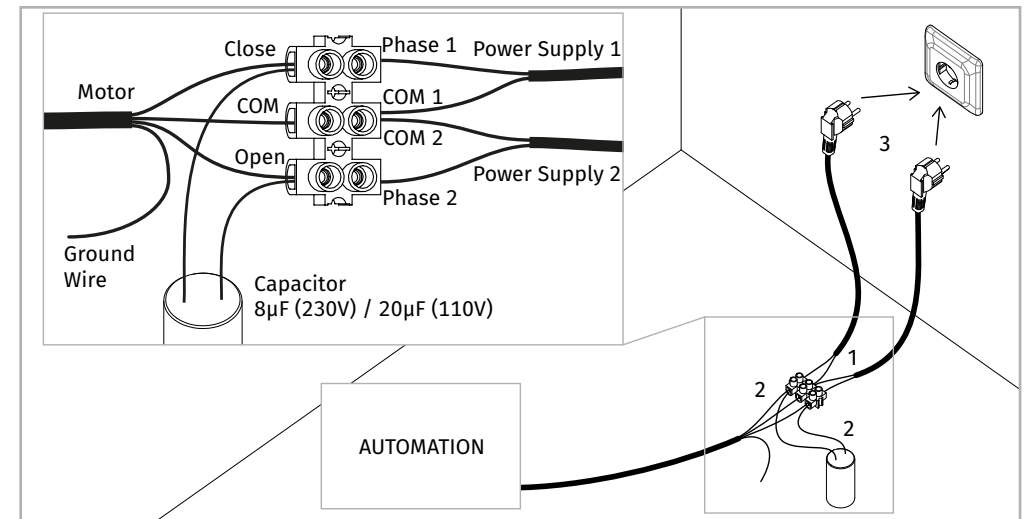 Close
Phase 1
Power Supply 1
Motor
COM
COM 1
COM 2
Open
Power Supply 2
Phase 2
Ground
Wire
Capacitor
8µF (230V) / 20µF (110V)
3
1
2
2
AUTOMATION